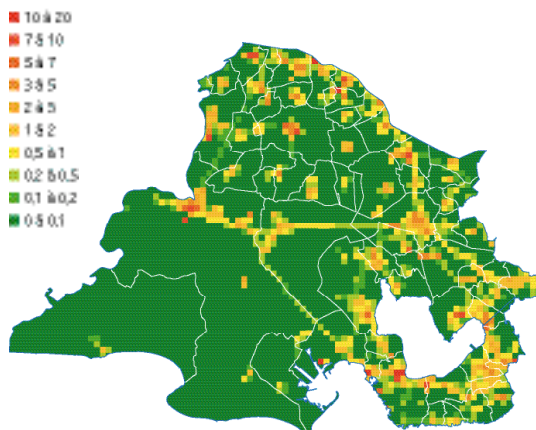 10 à 20
7 à 10
5 à 7
3 à 5
2 à 3
1 à 2
0,5 à 1
0,2 à 0,5
0,1 à 0,2
0 à 0,1